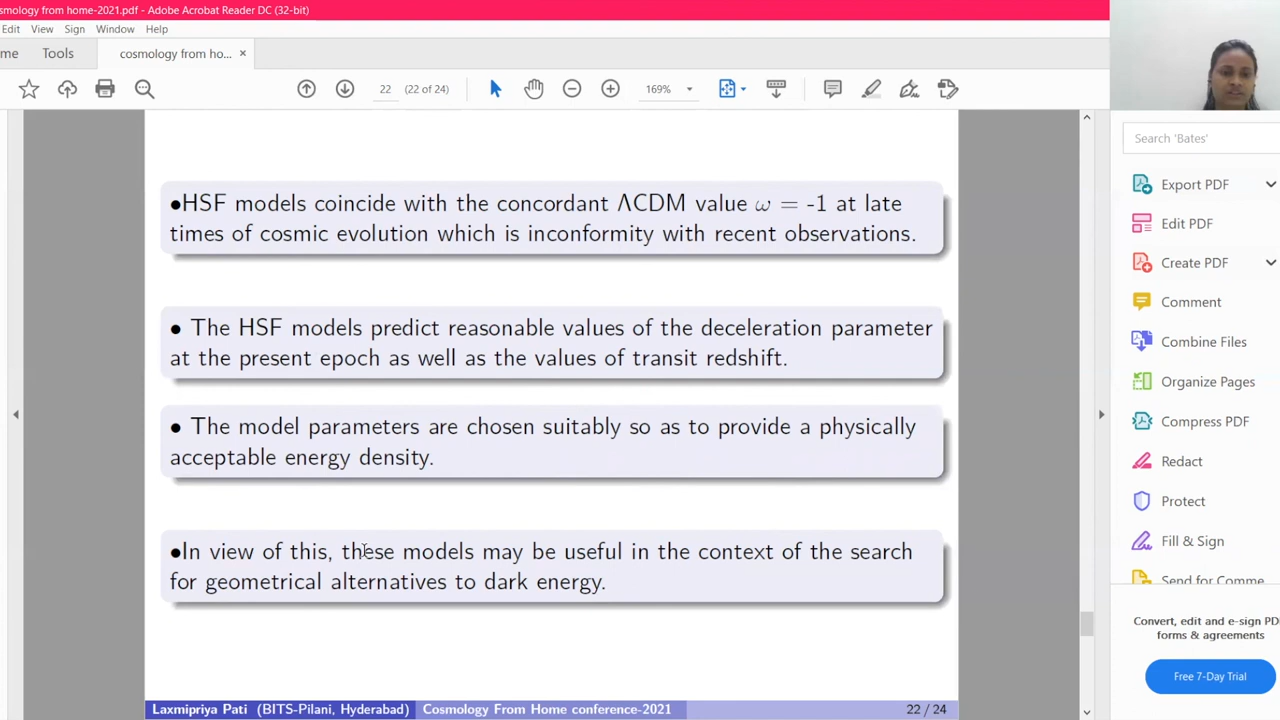 smology from home-2021.pdf - Adobe Acrobat Reader DC (32-bit)
Edit View Sign Window Help
me Tools cosmology from ho... ×
22 (22 of 24) 169%
Search 'Bates'
•HSF models coincide with the concordant ΛCDM value ω = -1 at late
times of cosmic evolution which is inconformity with recent observations.
• The HSF models predict reasonable values of the deceleration parameter
at the present epoch as well as the values of transit redshift.
• The model parameters are chosen suitably so as to provide a physically
acceptable energy density.
•In view of this, these models may be useful in the context of the search
for geometrical alternatives to dark energy.
Laxmipriya Pati (BITS-Pilani, Hyderabad) Cosmology From Home conference-2021 22 / 24
Export PDF
Edit PDF
Create PDF
Comment
Combine Files
Organize Pages
Compress PDF
Redact
Protect
Fill & Sign
Send for Comme
Convert, edit and e-sign PD
forms & agreements
Free 7-Day Trial